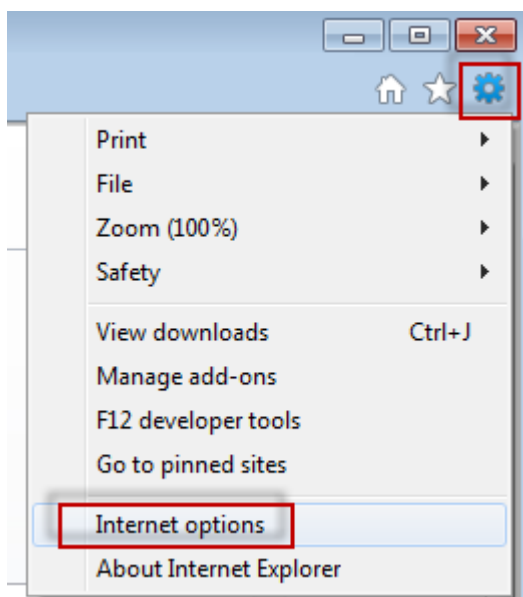 Print
File
Zoom (100%)
Safety
View downloads Ctrl+J
Manage add-ons
F12 developer tools
Go to pinned sites
Internet options
About Internet Explorer